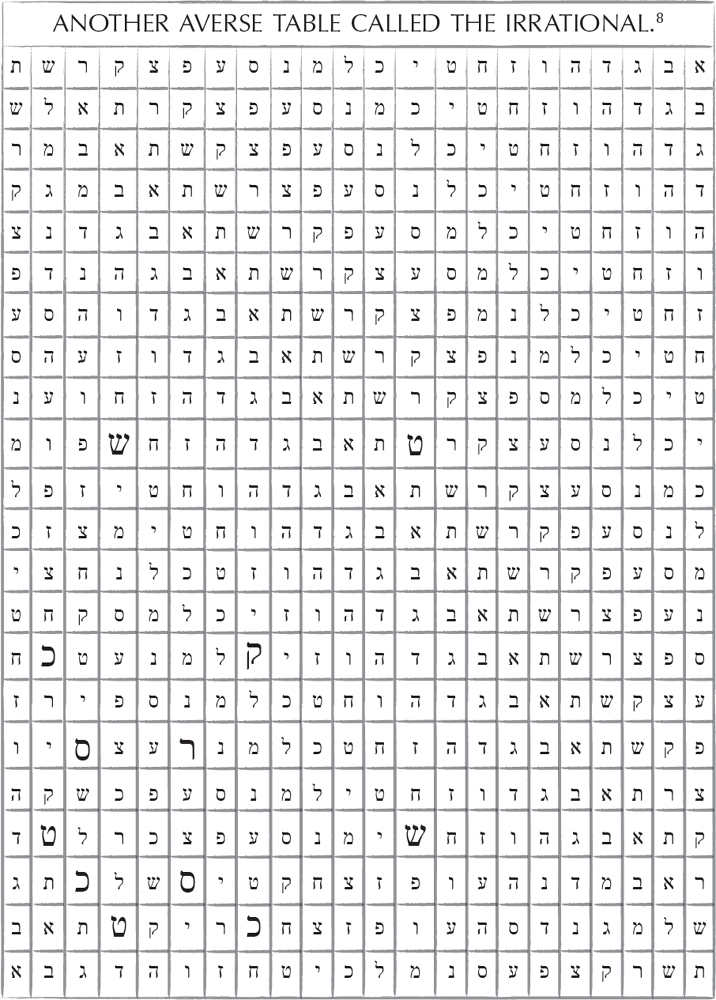 ANOTHER AVERSE TABLE CALLED THE IRRATIONAL.⁸
א ב ג ד ה ו ז ח ט י כ ל מ נ ס ע פ צ ק ר ש ת
ב ג ד ה ו ז ח ט י כ מ נ ס ע פ צ ק ר ת א ל ש
ג ד ה ו ז ח ט י כ ל נ ס ע פ צ ק ש ת א ב מ ר
ד ה ו ז ח ט י כ ל נ ס ע פ צ ר ש ת א ב מ ג ק
ה ו ז ח ט י כ ל מ ס ע פ ק ר ש ת א ב ג ד נ צ
ו ז ח ט י כ ל מ ס ע צ ק ר ש ת א ב ג ה נ ד פ
ז ח ט י כ ל נ מ פ צ ק ר ש ת א ב ג ד ו ה ס ע
ח ט י כ ל מ נ פ צ ק ר ש ת א ב ג ד ו ז ע ה ס
ט י כ ל מ ס פ צ ק ר ש ת א ב ג ד ה ז ח ו ע נ
י כ ל נ ס ע צ ק ר ט ת א ב ג ד ה ז ח ש פ ו מ
כ מ נ ס ע צ ק ר ש ת א ב ג ד ה ו ח ט י ז פ ל
ל נ ס ע פ ק ר ש ת א ב ג ד ה ו ח ט י מ צ ז כ
מ ס ע פ ק ר ש ת א ב ג ד ה ו ז ט כ ל נ ח צ י
נ ע פ צ ר ש ת א ב ג ד ה ו ז י כ ל מ ס ק ח ט
ס פ צ ר ש ת א ב ג ד ה ו ז י ק ל מ נ ע ט כ ח
ע צ ק ש ת א ב ג ד ה ו ח ט כ ל מ נ ס פ י ר ז
פ ק ש ת א ב ג ד ה ז ח ט כ ל מ נ ר ע צ ס י ו
צ ר ת א ב ג ד ו ז ח ט י ל מ נ ס ע פ כ ש ק ה
ק ת א ב ג ה ו ז ח ש י מ נ ס ע פ צ כ ר ל ט ד
ר א ב מ ד נ ה ע ו פ ז צ ח ק ט י ס ש ל כ ת ג
ש ל מ ג נ ד ס ה ע ו פ ז צ ח כ ר י ק ט ת א ב
ת ש ר ק צ פ ע ס נ מ ל כ י ט ח ז ו ה ד ג ב א